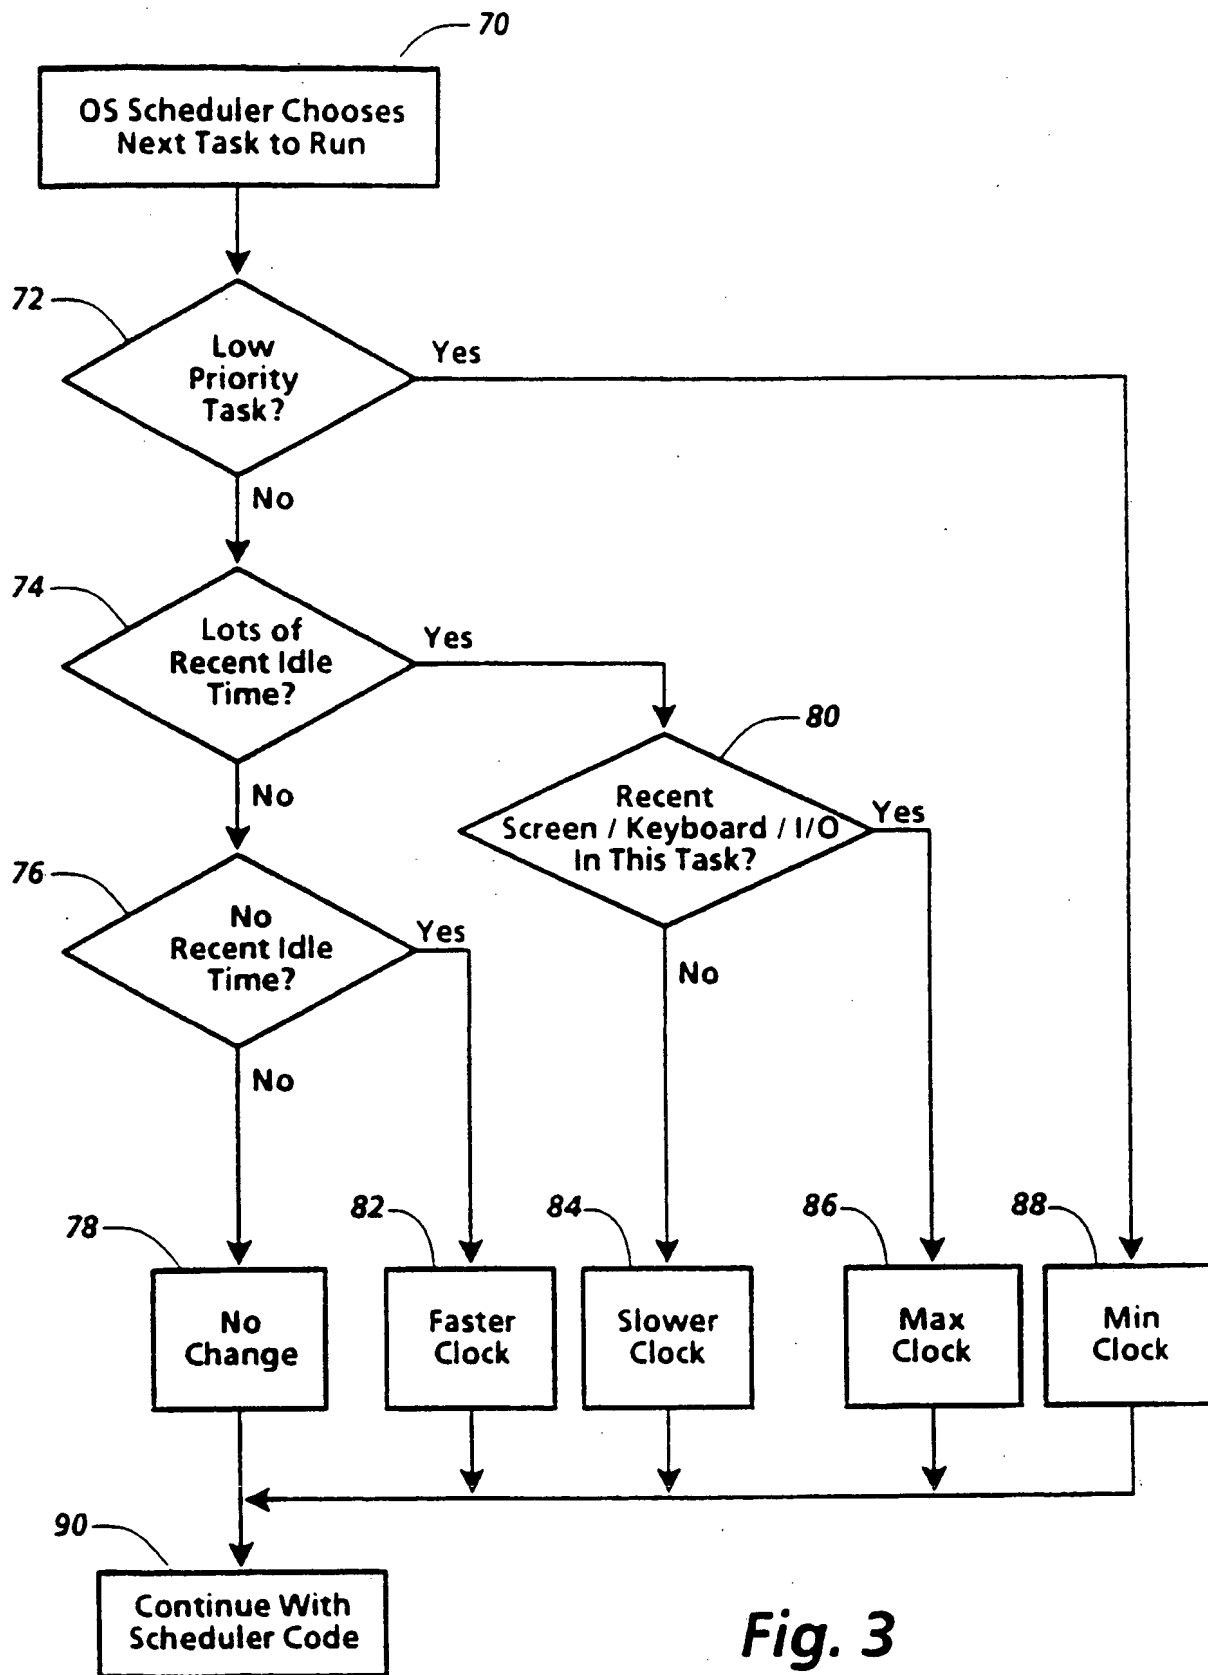 70
OS Scheduler Chooses
Next Task to Run
72
Low
Priority
Task?
Yes
No
74
Lots of
Recent Idle
Time?
Yes
No
80
Recent
Screen / Keyboard / I/O
In This Task?
Yes
No
76
No
Recent Idle
Time?
Yes
No
78
No
Change
82
Faster
Clock
84
Slower
Clock
86
Max
Clock
88
Min
Clock
90
Continue With
Scheduler Code
Fig. 3